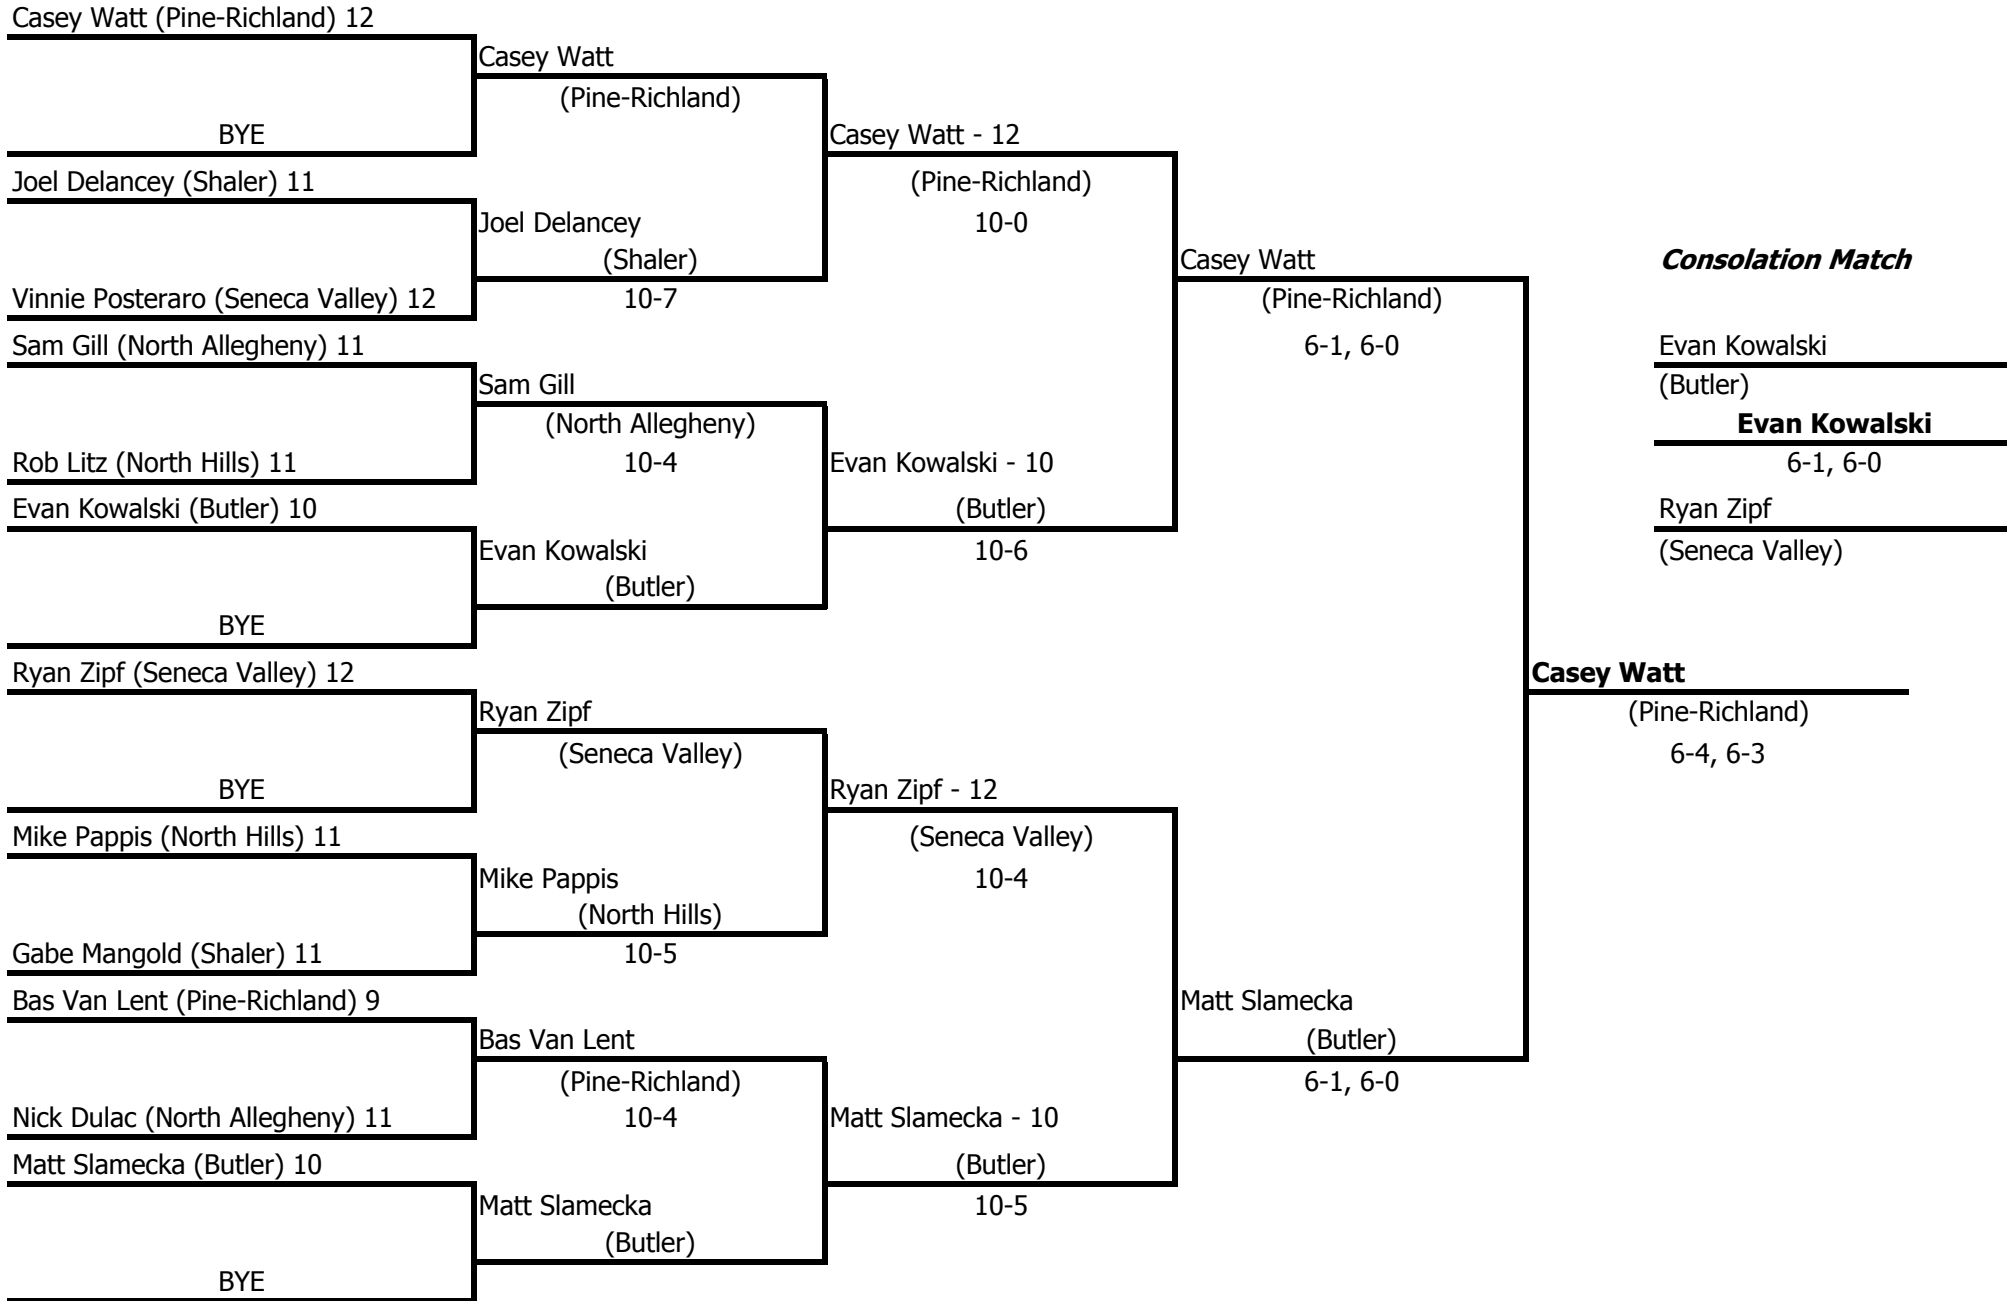 Casey Watt (Pine-Richland) 12
Casey Watt
(Pine-Richland)
BYE
Casey Watt - 12
Joel Delancey (Shaler) 11
(Pine-Richland)
Joel Delancey
10-0
(Shaler)
Casey Watt
Consolation Match
Vinnie Posteraro (Seneca Valley) 12
10-7
(Pine-Richland)
Sam Gill (North Allegheny) 11
6-1, 6-0
Evan Kowalski
Sam Gill
(Butler)
(North Allegheny)
Evan Kowalski
Rob Litz (North Hills) 11
10-4
Evan Kowalski - 10
6-1, 6-0
Evan Kowalski (Butler) 10
(Butler)
Ryan Zipf
Evan Kowalski
10-6
(Seneca Valley)
(Butler)
BYE
Ryan Zipf (Seneca Valley) 12
Casey Watt
Ryan Zipf
(Pine-Richland)
(Seneca Valley)
6-4, 6-3
BYE
Ryan Zipf - 12
Mike Pappis (North Hills) 11
(Seneca Valley)
Mike Pappis
10-4
(North Hills)
Gabe Mangold (Shaler) 11
10-5
Bas Van Lent (Pine-Richland) 9
Matt Slamecka
Bas Van Lent
(Butler)
(Pine-Richland)
6-1, 6-0
Nick Dulac (North Allegheny) 11
10-4
Matt Slamecka - 10
Matt Slamecka (Butler) 10
(Butler)
Matt Slamecka
10-5
(Butler)
BYE